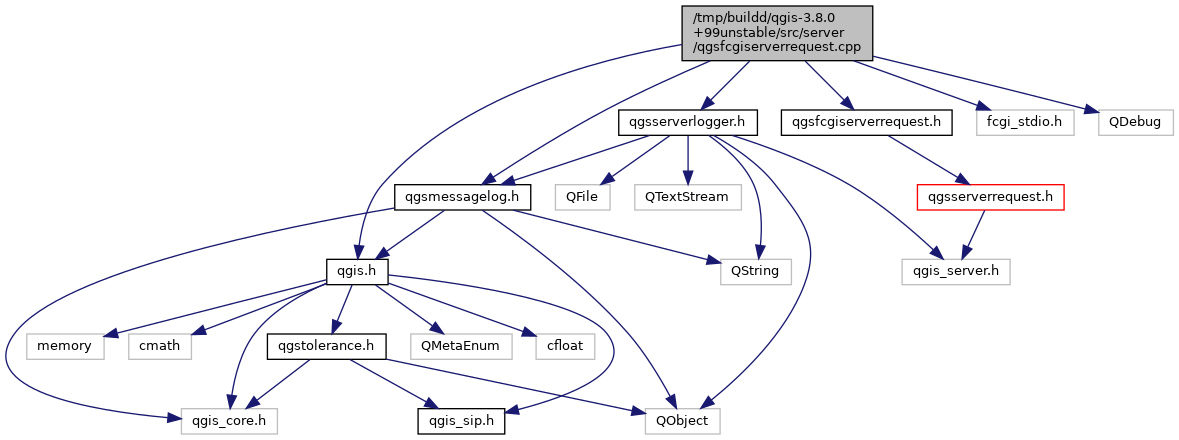 /tmp/buildd/qgis-3.8.0
+99unstable/src/server
/qgsfcgiserverrequest.cpp
qgsserverlogger.h
qgsfcgiserverrequest.h
fcgi_stdio.h
QDebug
qgsmessagelog.h
QFile
QTextStream
qgsserverrequest.h
qgis.h
QString
qgis_server.h
memory
cmath
qgstolerance.h
QMetaEnum
cfloat
qgis_core.h
qgis_sip.h
QObject